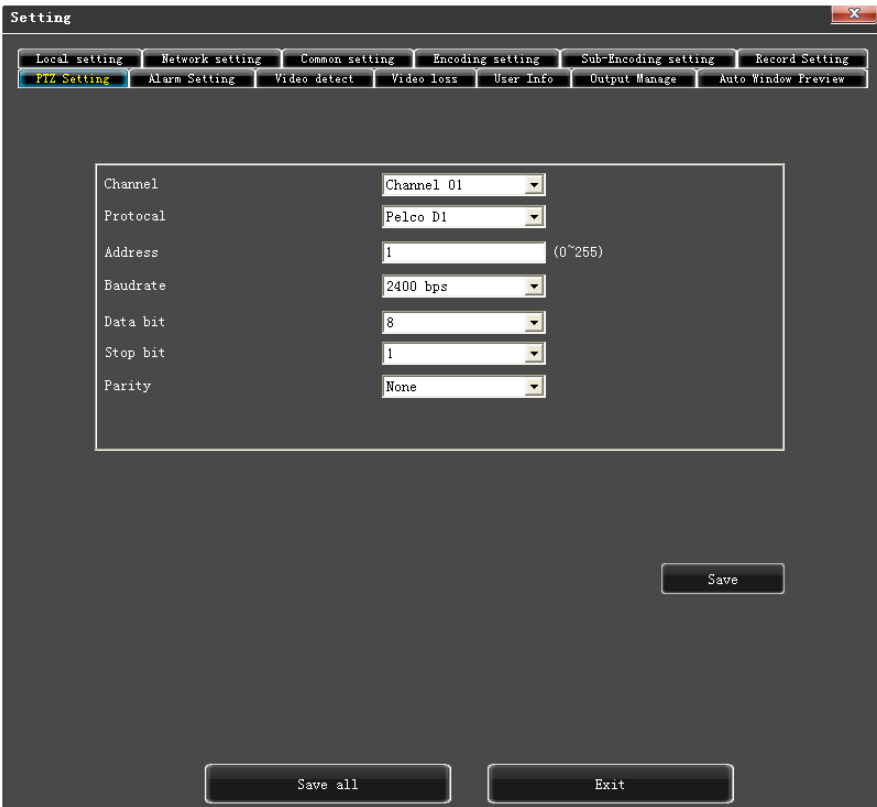 Setting
X
Local setting Network setting Common setting Encoding setting Sub-Encoding setting Record Setting
PTZ Setting Alarm Setting Video detect Video loss User Info Output Manage Auto Window Preview
Channel Channel 01
Protocal Pelco D1
Address 1 (0~255)
Baudrate 2400 bps
Data bit 8
Stop bit 1
Parity None
Save
Save all Exit